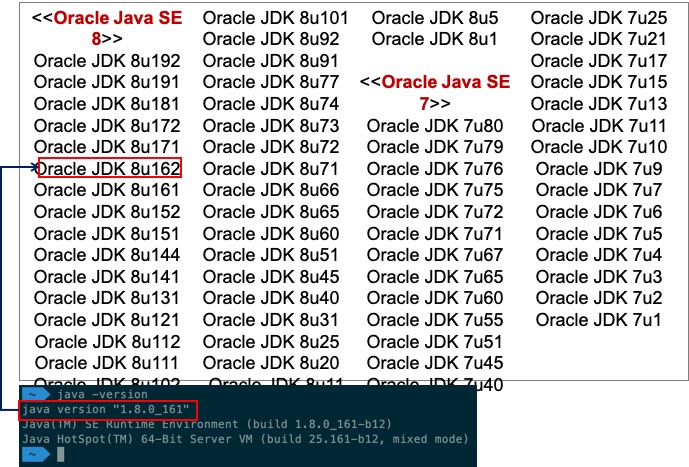 <<Oracle Java SE
8>>
Oracle JDK 8u192
Oracle JDK 8u191
Oracle JDK 8u181
Oracle JDK 8u172
Oracle JDK 8u171
Oracle JDK 8u162
Oracle JDK 8u161
Oracle JDK 8u152
Oracle JDK 8u151
Oracle JDK 8u144
Oracle JDK 8u141
Oracle JDK 8u131
Oracle JDK 8u121
Oracle JDK 8u112
Oracle JDK 8u111
Oracle JDK 8u102
Oracle JDK 8u101
Oracle JDK 8u92
Oracle JDK 8u91
Oracle JDK 8u77
Oracle JDK 8u74
Oracle JDK 8u73
Oracle JDK 8u72
Oracle JDK 8u71
Oracle JDK 8u66
Oracle JDK 8u65
Oracle JDK 8u60
Oracle JDK 8u51
Oracle JDK 8u45
Oracle JDK 8u40
Oracle JDK 8u31
Oracle JDK 8u25
Oracle JDK 8u20
Oracle JDK 8u11
Oracle JDK 8u5
Oracle JDK 8u1
<<Oracle Java SE
7>>
Oracle JDK 7u80
Oracle JDK 7u79
Oracle JDK 7u76
Oracle JDK 7u75
Oracle JDK 7u72
Oracle JDK 7u71
Oracle JDK 7u67
Oracle JDK 7u65
Oracle JDK 7u60
Oracle JDK 7u55
Oracle JDK 7u51
Oracle JDK 7u45
7u40
Oracle JDK 7u25
Oracle JDK 7u21
Oracle JDK 7u17
Oracle JDK 7u15
Oracle JDK 7u13
Oracle JDK 7u11
Oracle JDK 7u10
Oracle JDK 7u9
Oracle JDK 7u7
Oracle JDK 7u6
Oracle JDK 7u5
Oracle JDK 7u4
Oracle JDK 7u3
Oracle JDK 7u2
Oracle JDK 7u1
~ java -version
java version "1.8.0_161"
Java(TM) SE Runtime Environment (build 1.8.0_161-b12)
Java HotSpot(TM) 64-Bit Server VM (build 25.161-b12, mixed mode)
~